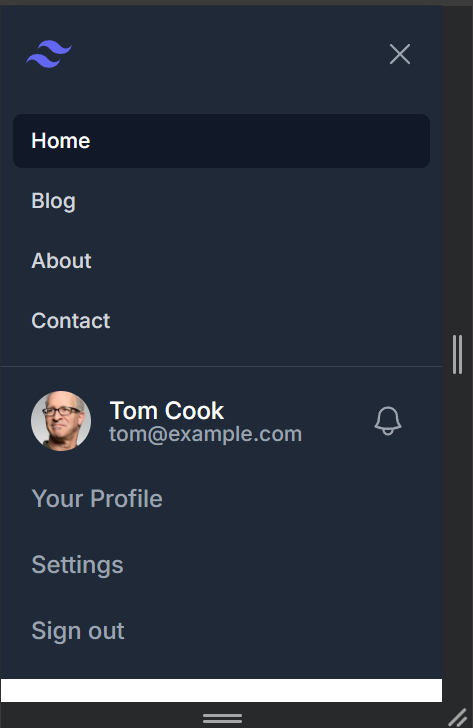 Home
Blog
About
Contact
Tom Cook
tom@example.com
Your Profile
Settings
Sign out